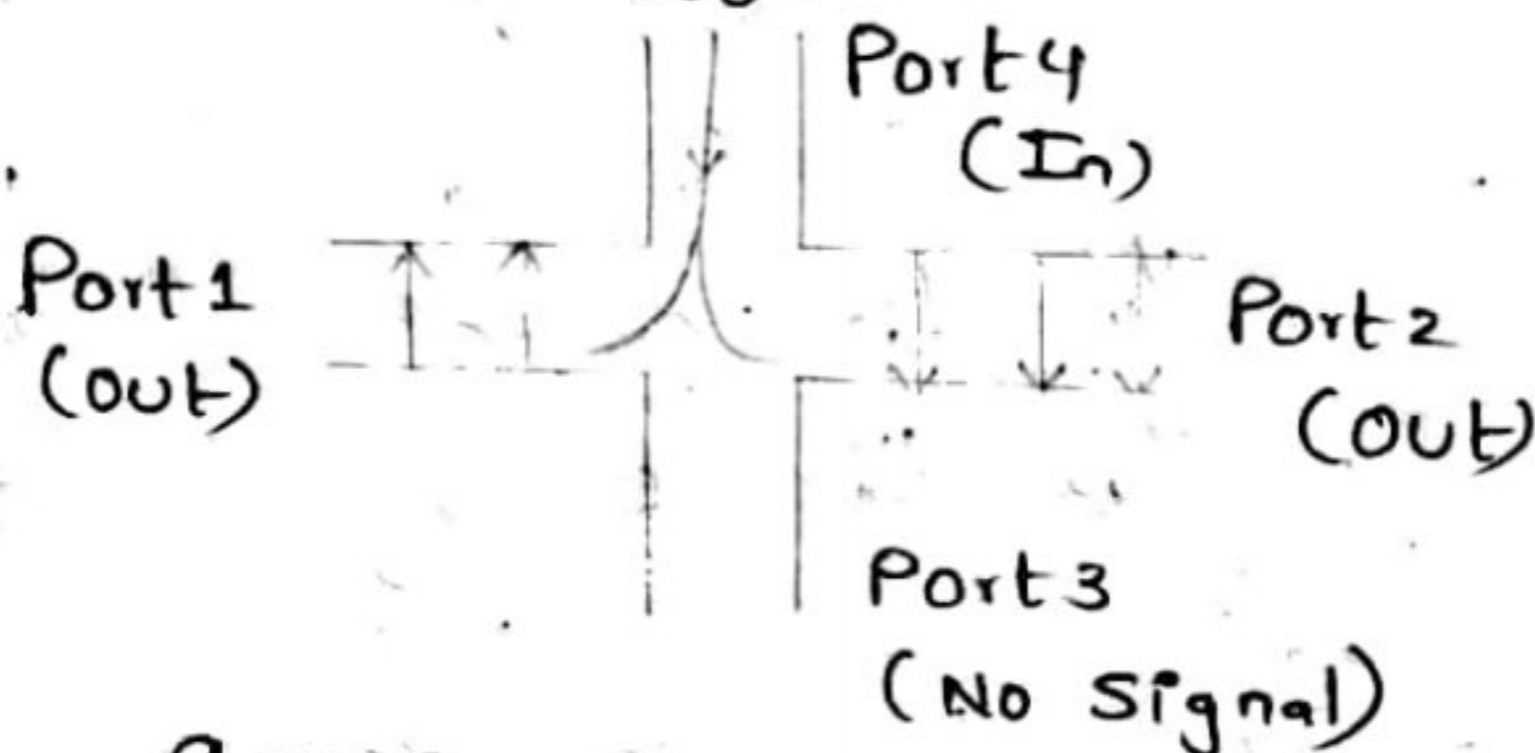 Port 4
(In)
Port 1
(out)
Port 2
(out)
Port 3
(No Signal)